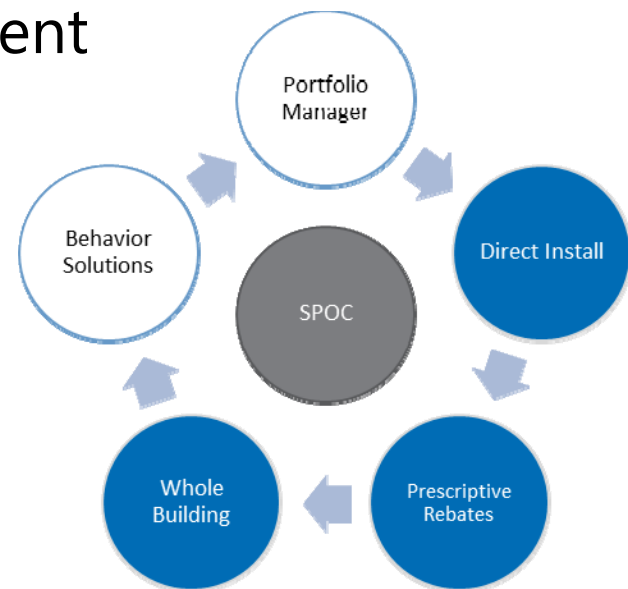 ent
Portfolio
Manager
Direct Install
Prescriptive
Rebates
Whole
Building
Behavior
Solutions
SPOC